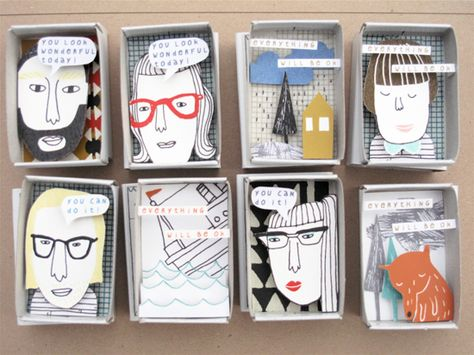 YOU LOOK
WONDERFUL
TODAY!
YOU LOOK
WONDERFUL
TODAY!
EVERYTHING
WILL BE OK
EVERYTHING
WILL BE OK
YOU CAN
DO IT!
EVERYTHING
WILL BE OK
YOU CAN
DO IT!
EVERYTHING
WILL BE OK